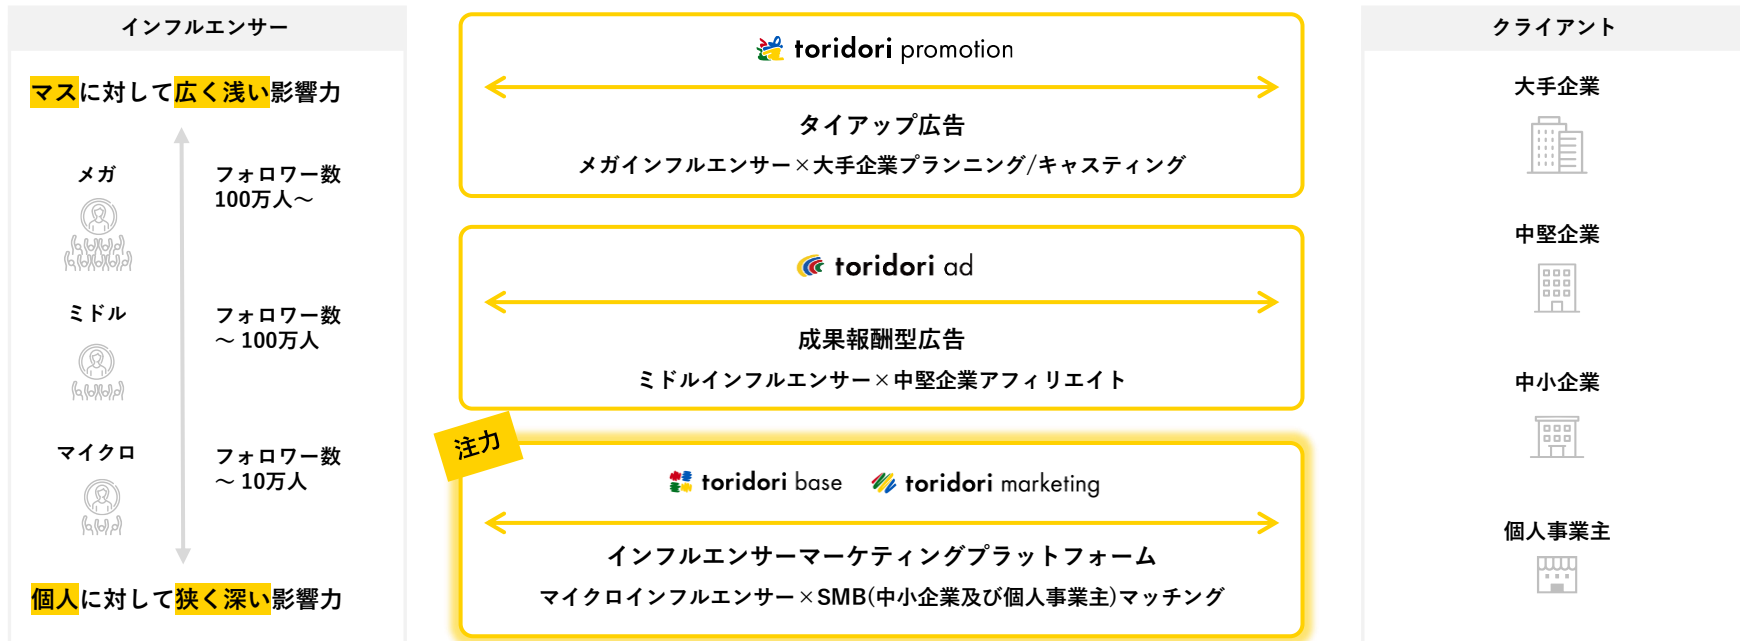 インフルエンサー
マスに対して広く浅い影響力
メガ
フォロワー数
100万人～
ミドル
フォロワー数
～ 100万人
マイクロ
フォロワー数
～ 10万人
個人に対して狭く深い影響力
toridori promotion
タイアップ広告
メガインフルエンサー×大手企業プランニング/キャスティング
toridori ad
成果報酬型広告
ミドルインフルエンサー×中堅企業アフィリエイト
注力
toridori base toridori marketing
インフルエンサーマーケティングプラットフォーム
マイクロインフルエンサー×SMB(中小企業及び個人事業主)マッチング
クライアント
大手企業
中堅企業
中小企業
個人事業主